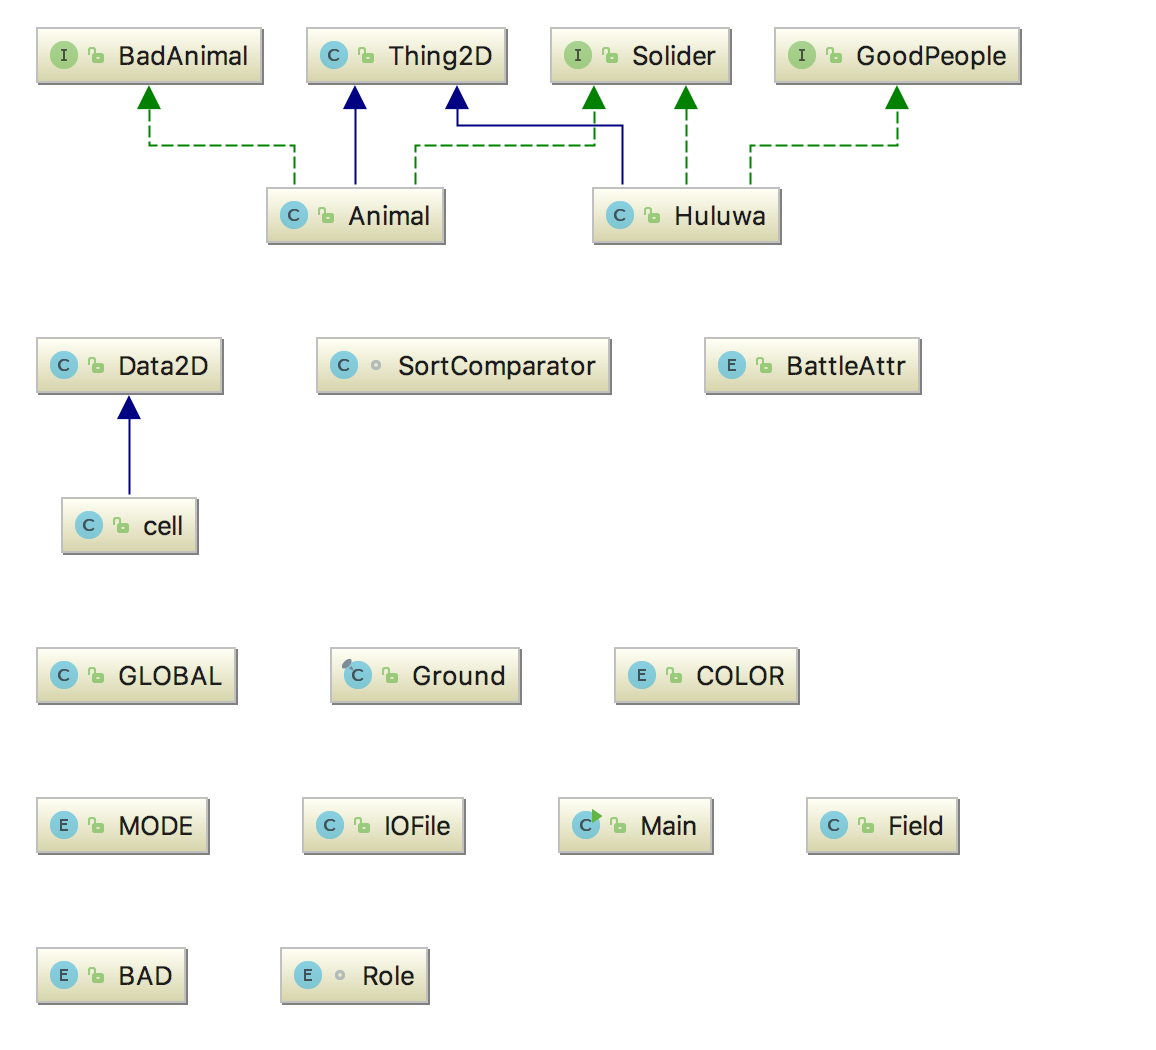 I BadAnimal C Thing2D I Solider I GoodPeople
C Animal C Huluwa
C Data2D C SortComparator E BattleAttr
C cell
C GLOBAL C Ground E COLOR
E MODE C IOFile C Main C Field
E BAD E Role